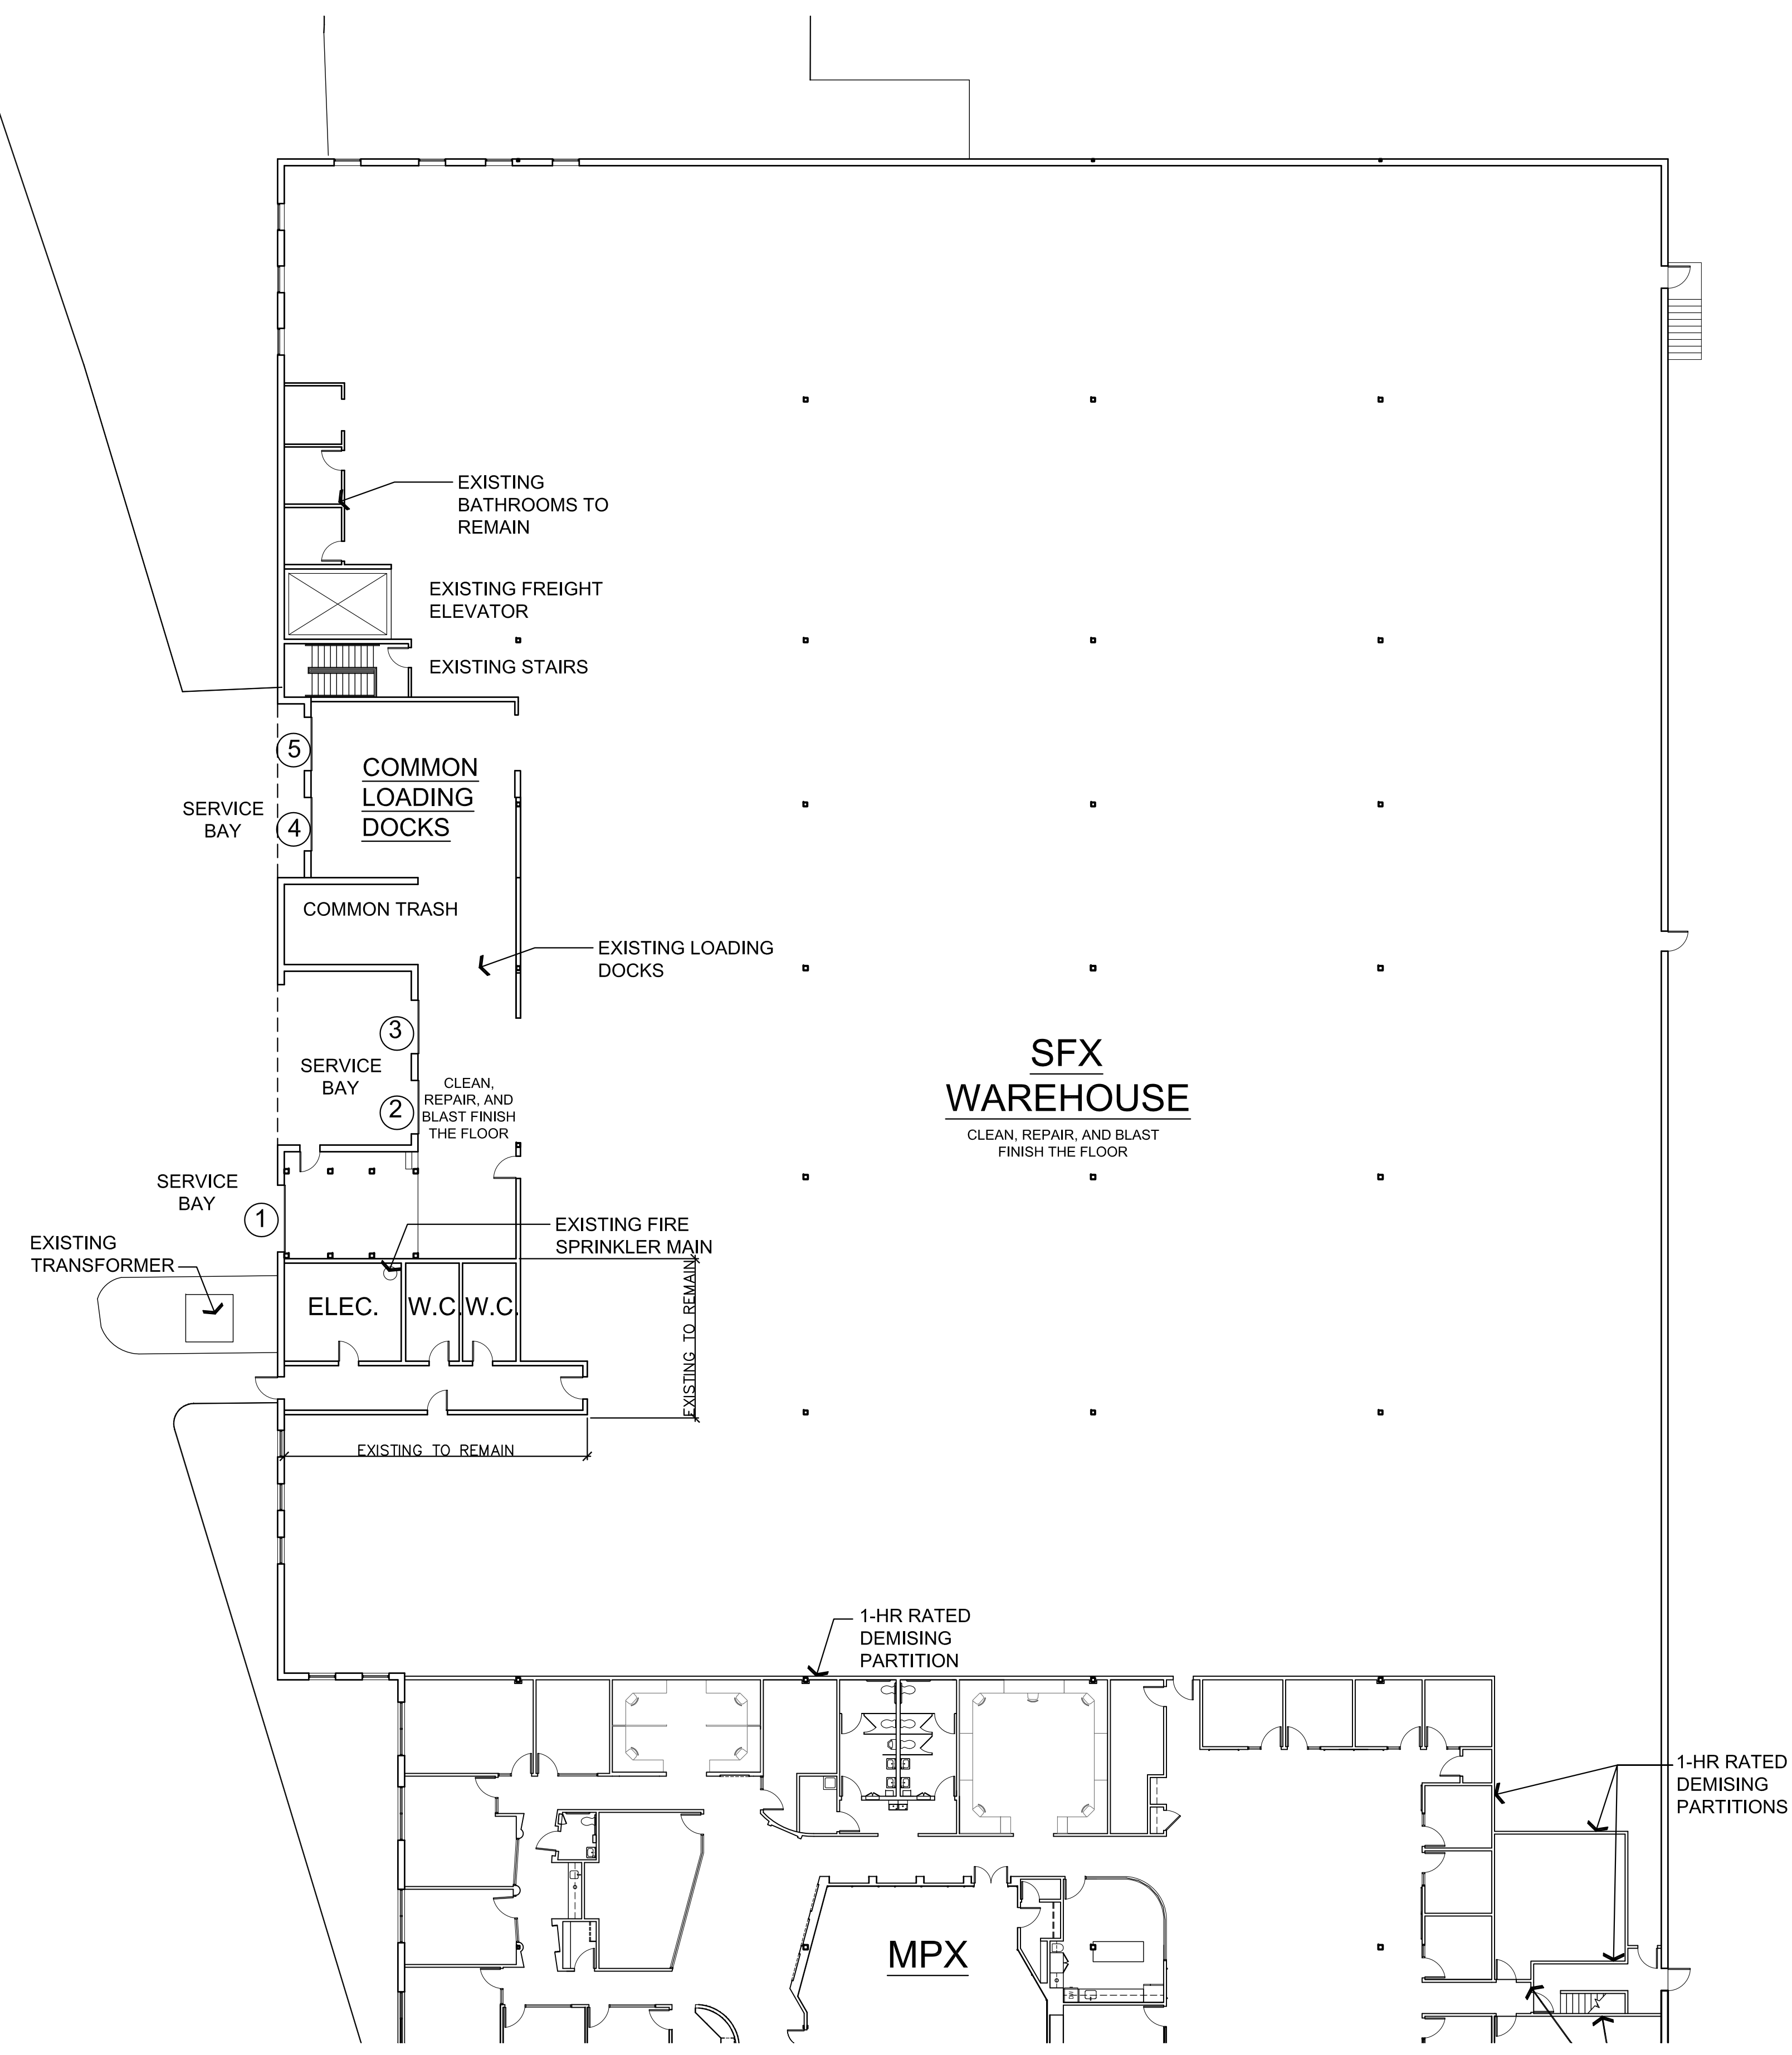 EXISTING
BATHROOMS TO
REMAIN
EXISTING FREIGHT
ELEVATOR
EXISTING STAIRS
5
COMMON
LOADING
DOCKS
SERVICE
BAY
4
COMMON TRASH
EXISTING LOADING
DOCKS
3
SERVICE
BAY
2
CLEAN,
REPAIR, AND
BLAST FINISH
THE FLOOR
SFX
WAREHOUSE
CLEAN, REPAIR, AND BLAST
FINISH THE FLOOR
SERVICE
BAY
1
EXISTING FIRE
SPRINKLER MAIN
EXISTING
TRANSFORMER
ELEC.
W.C.
W.C.
EXISTING TO REMAIN
EXISTING TO REMAIN
1-HR RATED
DEMISING
PARTITION
1-HR RATED
DEMISING
PARTITIONS
MPX